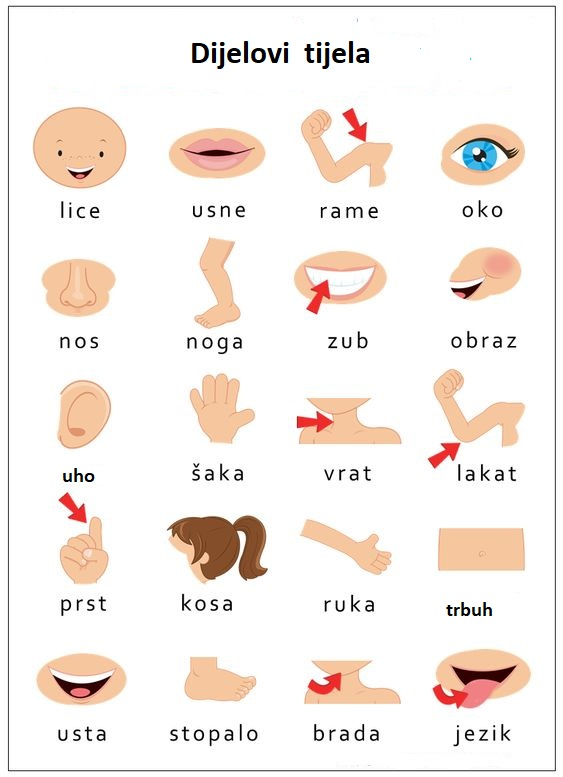 Dijelovi tijela
lice usne rame oko
nos noga zub obraz
uho šaka vrat lakat
prst kosa ruka trbuh
usta stopalo brada jezik